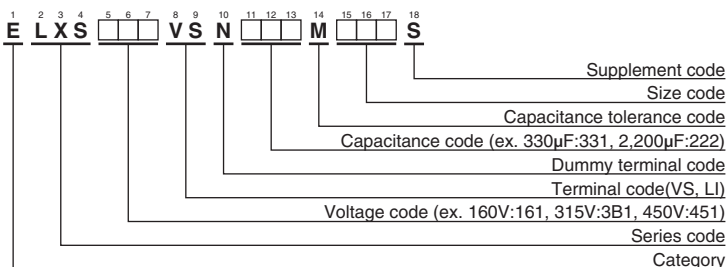 1 2 3 4 5 6 7 8 9 10 11 12 13 14 15 16 17 18
E L X S □□□ V S N □□□ M □□□ S
Supplement code
Size code
Capacitance tolerance code
Capacitance code (ex. 330µF:331, 2,200µF:222)
Dummy terminal code
Terminal code(VS, LI)
Voltage code (ex. 160V:161, 315V:3B1, 450V:451)
Series code
Category